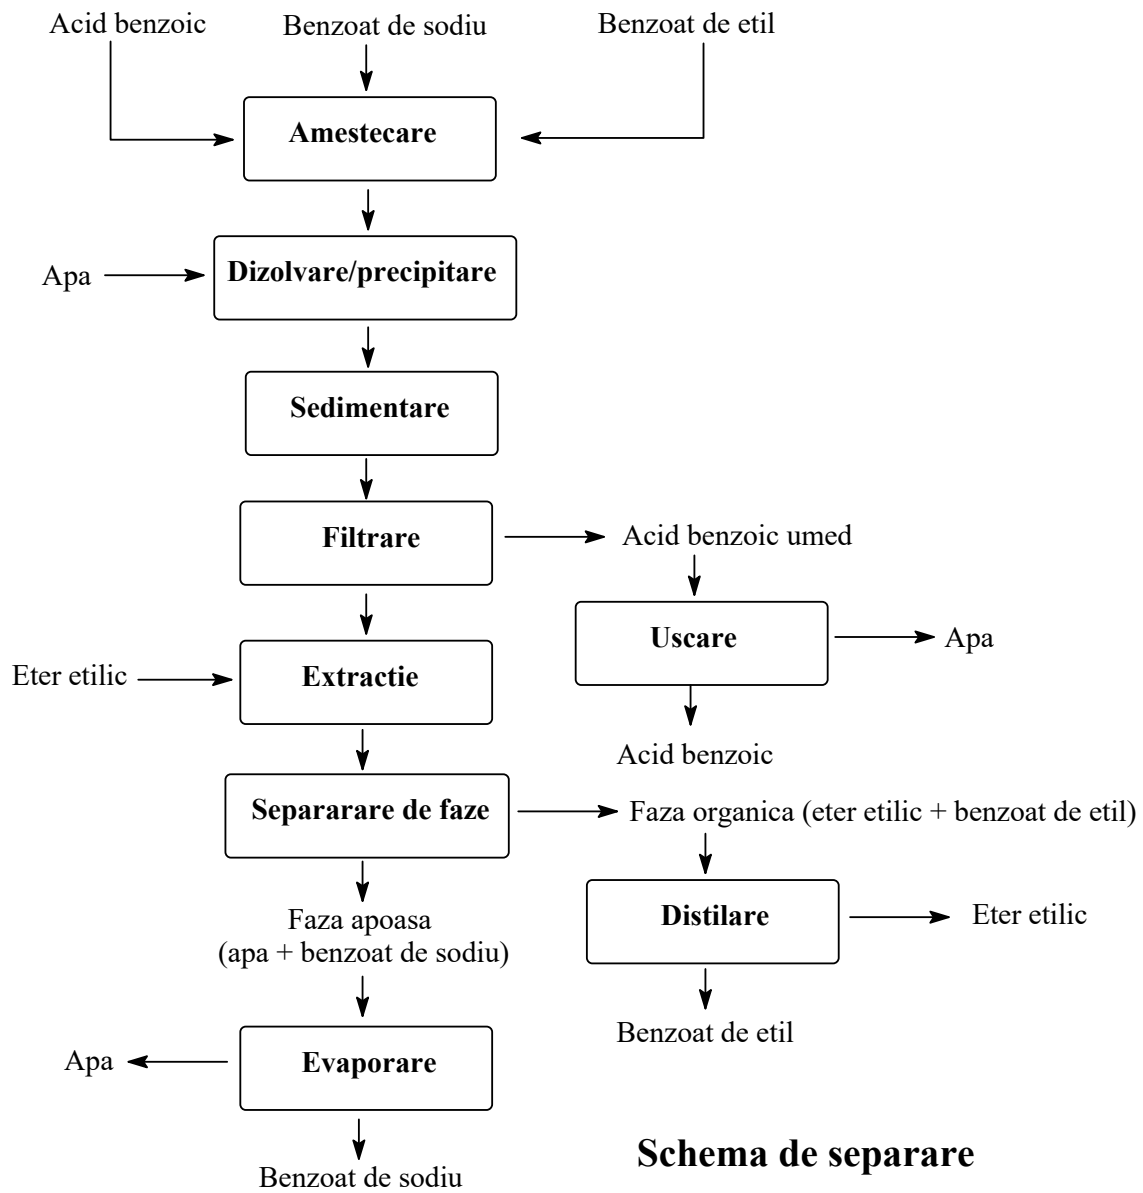 Acid benzoic
Benzoat de sodiu
Benzoat de etil
Amestecare
Apa
Dizolvare/precipitare
Sedimentare
Filtrare
Acid benzoic umed
Uscare
Apa
Eter etilic
Extractie
Acid benzoic
Separarare de faze
Faza organica (eter etilic + benzoat de etil)
Distilare
Eter etilic
Faza apoasa
(apa + benzoat de sodiu)
Benzoat de etil
Apa
Evaporare
Schema de separare
Benzoat de sodiu